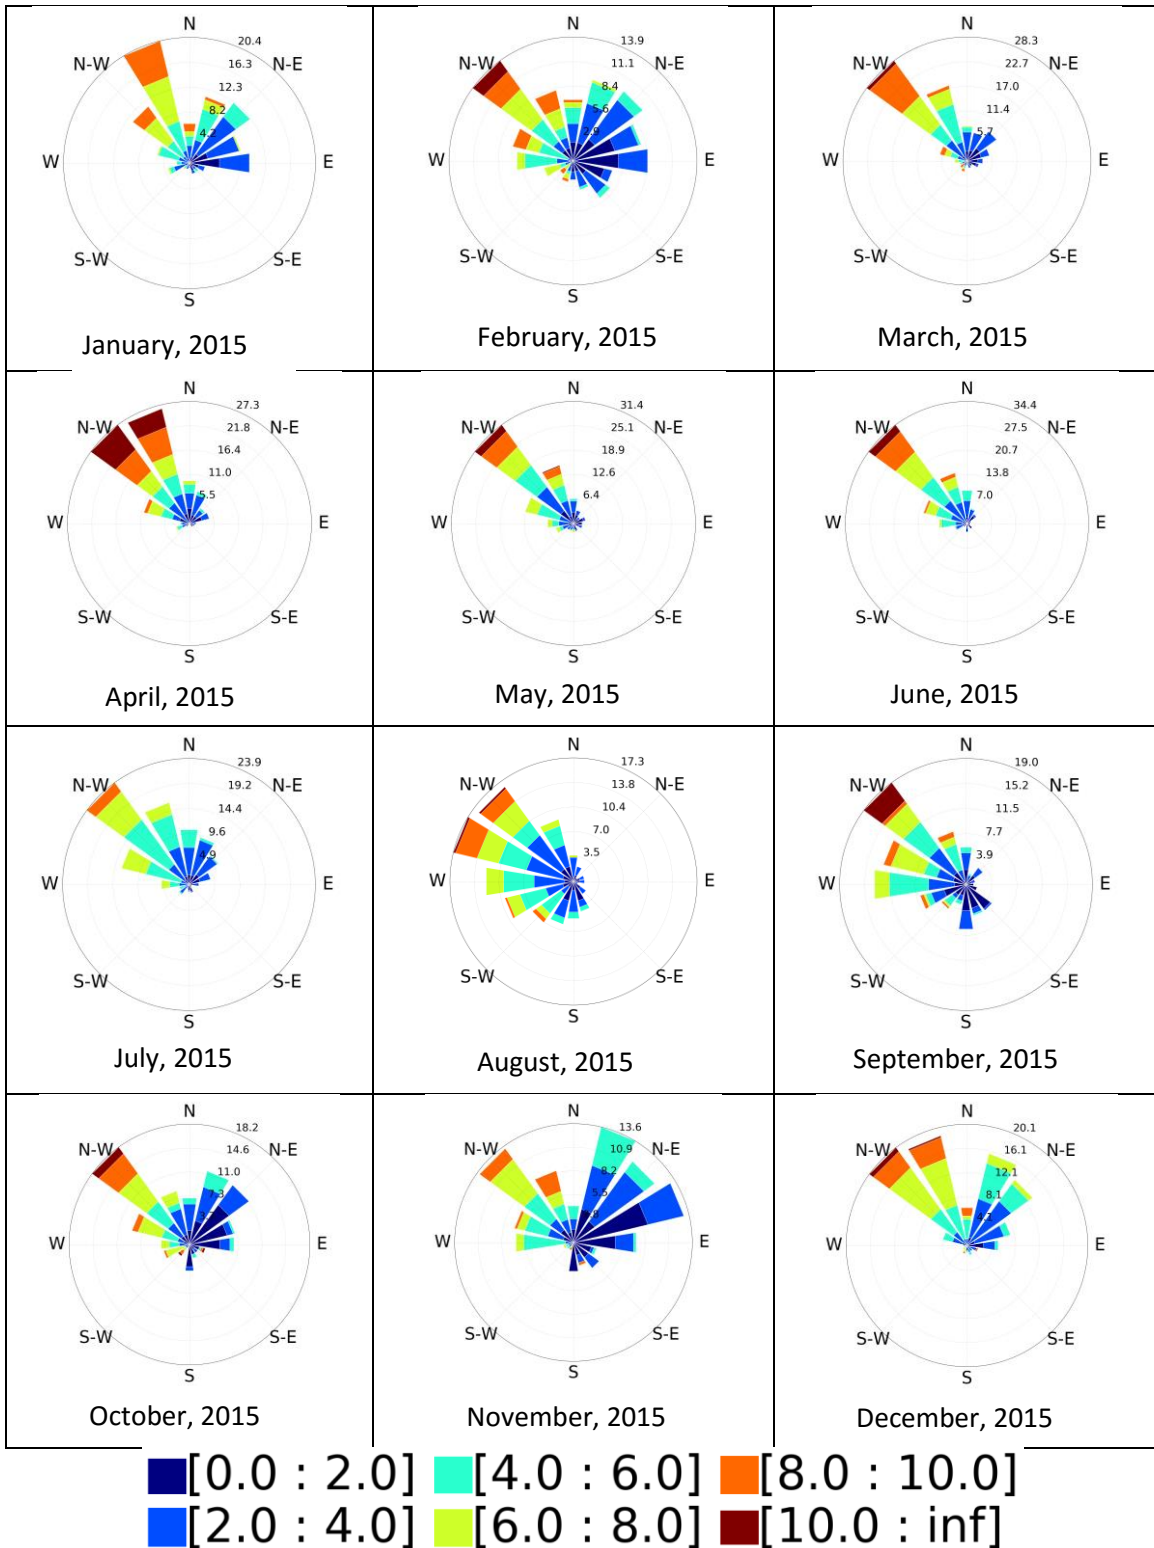 N
20.4
N-W
16.3
N-E
12.3
8.2
4.2
W
E
S-W
S-E
S
January, 2015
N
13.9
N-W
11.1
N-E
8.4
5.6
2.9
W
E
S-W
S-E
S
February, 2015
N
28.3
N-W
22.7
N-E
17.0
11.4
5.7
W
E
S-W
S-E
S
March, 2015
N
27.3
N-W
21.8
N-E
16.4
11.0
5.5
W
E
S-W
S-E
S
April, 2015
N
31.4
N-W
25.1
N-E
18.9
12.6
6.4
W
E
S-W
S-E
S
May, 2015
N
34.4
N-W
27.5
N-E
20.7
13.8
7.0
W
E
S-W
S-E
S
June, 2015
N
23.9
N-W
19.2
N-E
14.4
9.6
4.9
W
E
S-W
S-E
S
July, 2015
N
17.3
N-W
13.8
N-E
10.4
7.0
3.5
W
E
S-W
S-E
S
August, 2015
N
19.0
N-W
15.2
N-E
11.5
7.7
3.9
W
E
S-W
S-E
S
September, 2015
N
18.2
N-W
14.6
N-E
11.0
7.3
W
E
S-W
S-E
S
October, 2015
N
13.6
N-W
10.9
N-E
8.2
5.5
W
E
S-W
S-E
S
November, 2015
N
20.1
N-W
16.1
N-E
12.1
8.1
4.1
W
E
S-W
S-E
S
December, 2015
[0.0 : 2.0] [4.0 : 6.0] [8.0 : 10.0]
[2.0 : 4.0] [6.0 : 8.0] [10.0 : inf]